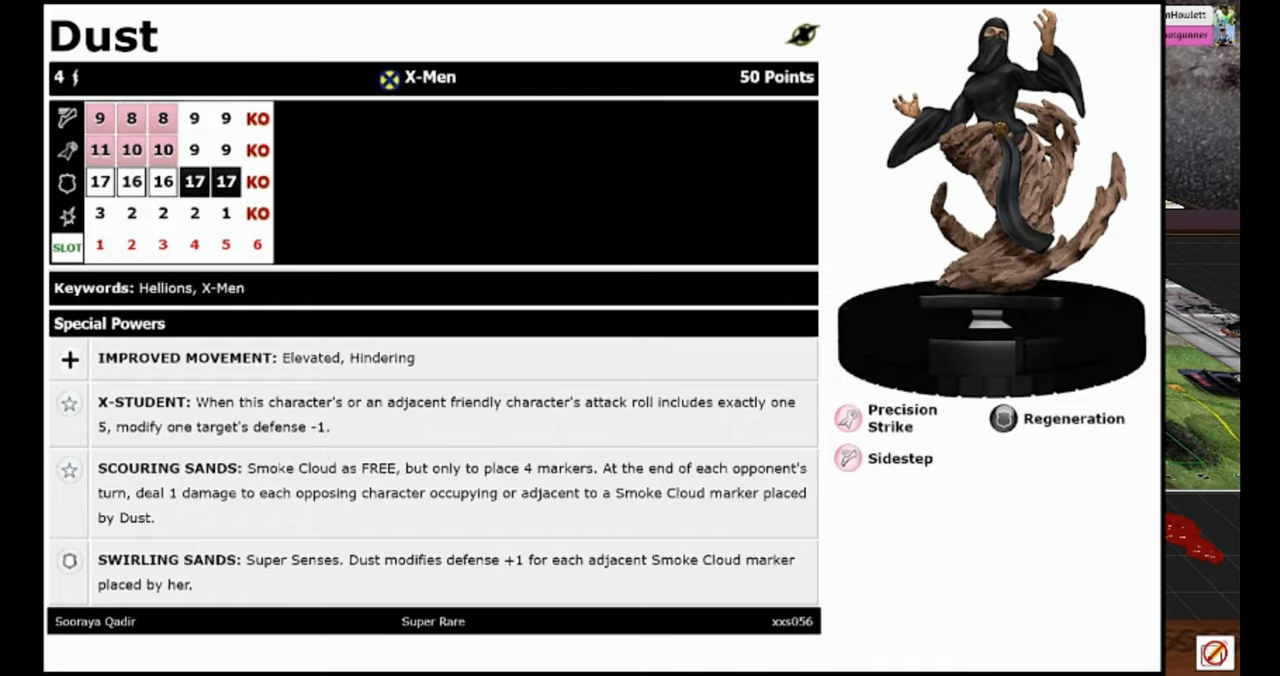 Dust
4 X-Men 50 Points
9 8 8 9 9 KO
11 10 10 9 9 KO
17 16 16 17 17 KO
3 2 2 2 1 KO
SLOT 1 2 3 4 5 6
Keywords: Hellions, X-Men
Special Powers
IMPROVED MOVEMENT: Elevated, Hindering
X-STUDENT: When this character's or an adjacent friendly character's attack roll includes exactly one
5, modify one target's defense -1.
SCOURING SANDS: Smoke Cloud as FREE, but only to place 4 markers. At the end of each opponent's
turn, deal 1 damage to each opposing character occupying or adjacent to a Smoke Cloud marker placed
by Dust.
SWIRLING SANDS: Super Senses. Dust modifies defense +1 for each adjacent Smoke Cloud marker
placed by her.
Sooraya Qadir Super Rare xxs056
Precision
Strike
Regeneration
Sidestep